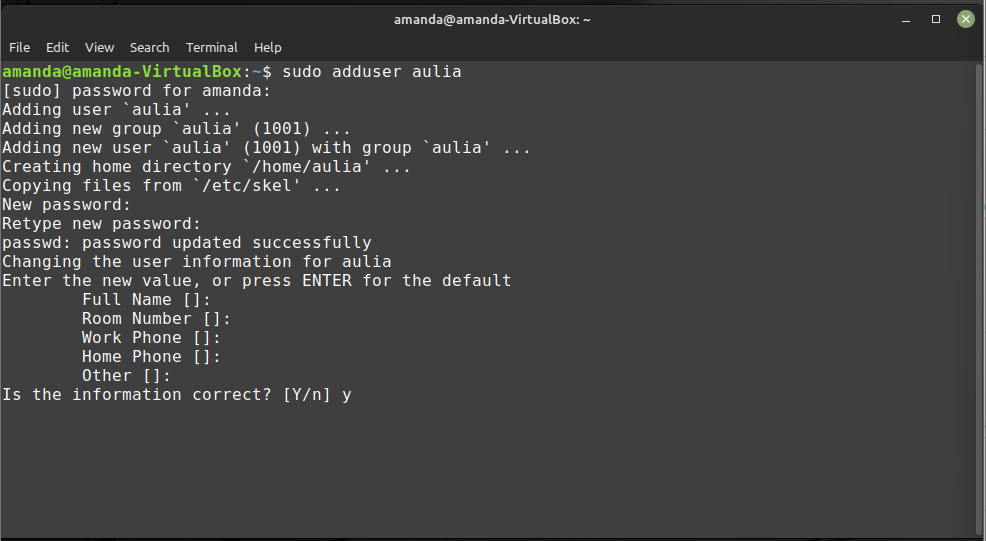 amanda@amanda-VirtualBox: ~
File Edit View Search Terminal Help
amanda@amanda-VirtualBox:~$ sudo adduser aulia
[sudo] password for amanda:
Adding user `aulia' ...
Adding new group `aulia' (1001) ...
Adding new user `aulia' (1001) with group `aulia' ...
Creating home directory `/home/aulia' ...
Copying files from `/etc/skel' ...
New password:
Retype new password:
passwd: password updated successfully
Changing the user information for aulia
Enter the new value, or press ENTER for the default
        Full Name []:
        Room Number []:
        Work Phone []:
        Home Phone []:
        Other []:
Is the information correct? [Y/n] y